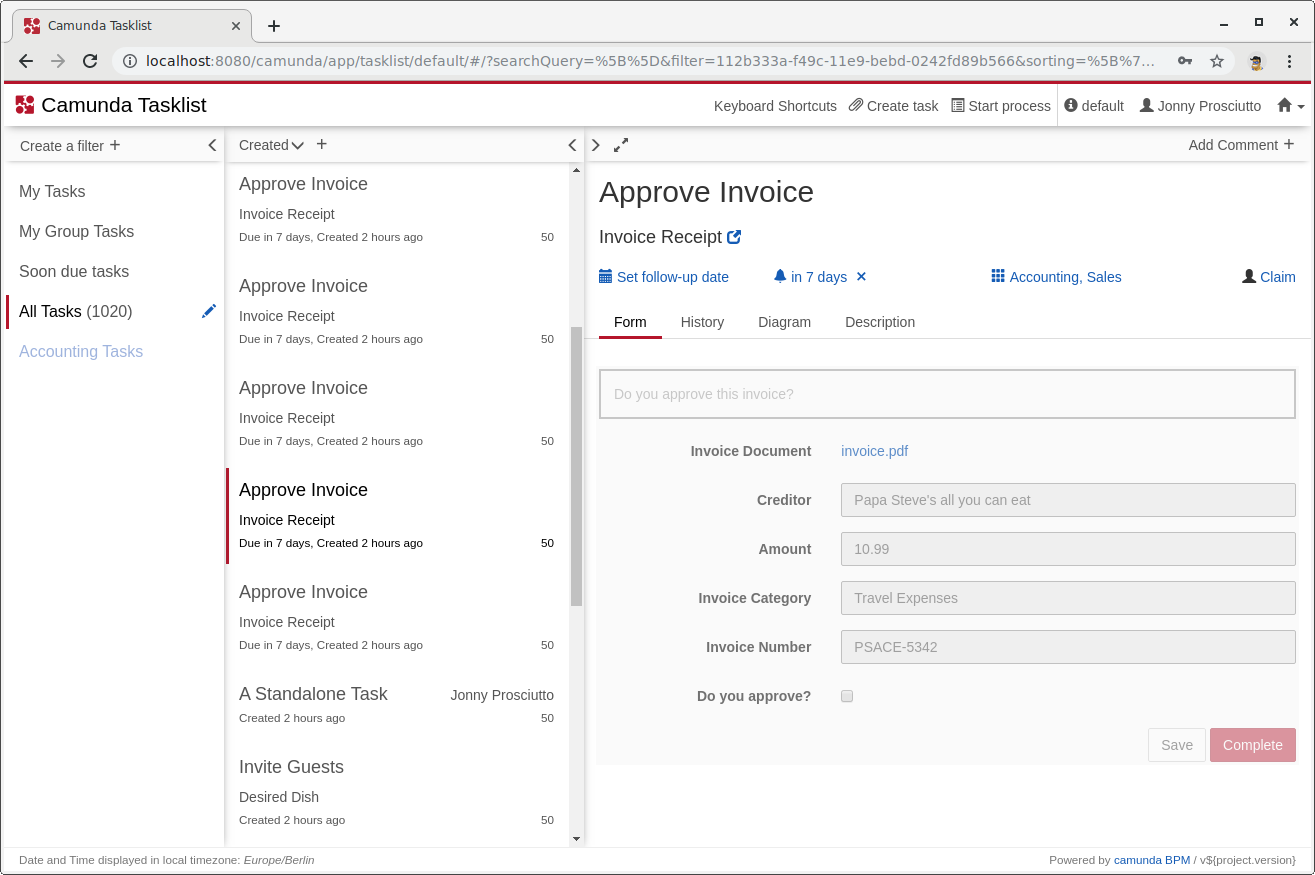 Camunda Tasklist
localhost:8080/camunda/app/tasklist/default/#/?searchQuery=%5B%5D&filter=112b333a-f49c-11e9-bebd-0242fd89b566&sorting=%5B%7...
Camunda Tasklist
Keyboard Shortcuts Create task Start process default Jonny Prosciutto
Create a filter +
My Tasks
My Group Tasks
Soon due tasks
All Tasks (1020)
Accounting Tasks
Created +
Approve Invoice
Invoice Receipt
Due in 7 days, Created 2 hours ago 50
Approve Invoice
Invoice Receipt
Due in 7 days, Created 2 hours ago 50
Approve Invoice
Invoice Receipt
Due in 7 days, Created 2 hours ago 50
Approve Invoice
Invoice Receipt
Due in 7 days, Created 2 hours ago 50
Approve Invoice
Invoice Receipt
Due in 7 days, Created 2 hours ago 50
A Standalone Task Jonny Prosciutto
Created 2 hours ago 50
Invite Guests
Desired Dish
Created 2 hours ago 50
Add Comment +
Approve Invoice
Invoice Receipt
Set follow-up date in 7 days × Accounting, Sales Claim
Form History Diagram Description
Do you approve this invoice?
Invoice Document invoice.pdf
Creditor Papa Steve's all you can eat
Amount 10.99
Invoice Category Travel Expenses
Invoice Number PSACE-5342
Do you approve?
Save Complete
Date and Time displayed in local timezone: Europe/Berlin
Powered by camunda BPM / v${project.version}